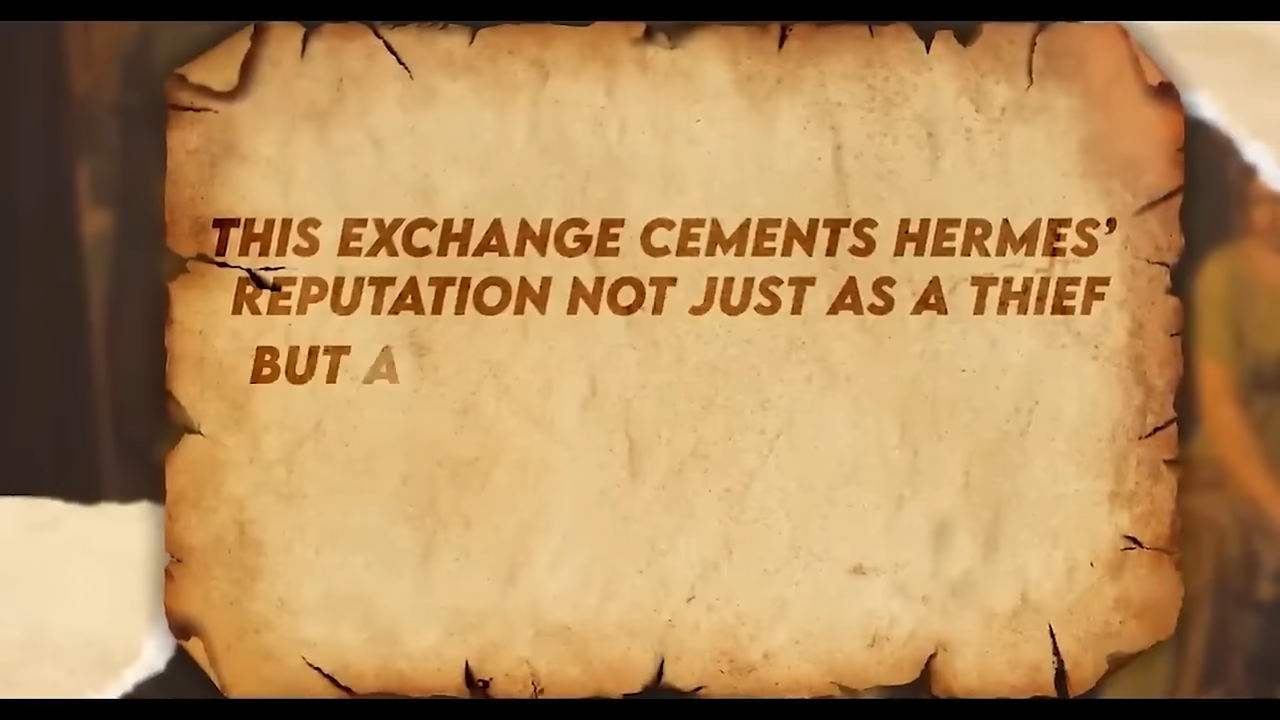 THIS EXCHANGE CEMENTS HERMES’
REPUTATION NOT JUST AS A THIEF
BUT A